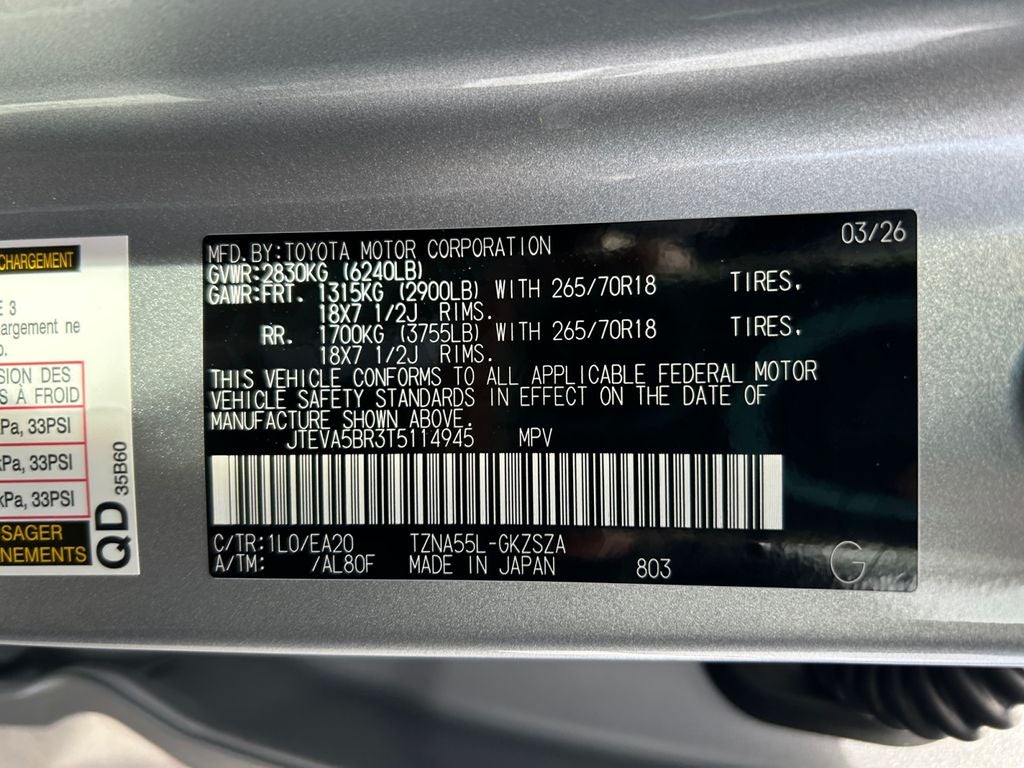 CHARGEMENT
E 3
argement ne
o.
SION DES
S À FROID
kPa, 33PSI
kPa, 33PSI
kPa, 33PSI
SAGER
NEMENTS
QD 35B60
MFD.BY:TOYOTA MOTOR CORPORATION 03/26
GVWR:2830KG (6240LB)
GAWR:FRT. 1315KG (2900LB) WITH 265/70R18 TIRES.
18X7 1/2J RIMS.
RR. 1700KG (3755LB) WITH 265/70R18 TIRES.
18X7 1/2J RIMS.
THIS VEHICLE CONFORMS TO ALL APPLICABLE FEDERAL MOTOR
VEHICLE SAFETY STANDARDS IN EFFECT ON THE DATE OF
MANUFACTURE SHOWN ABOVE.
JTEVA5BR3T5114945 MPV
C/TR:1L0/EA20 TZNA55L-GKZSZA
A/TM: /AL80F MADE IN JAPAN 803 G